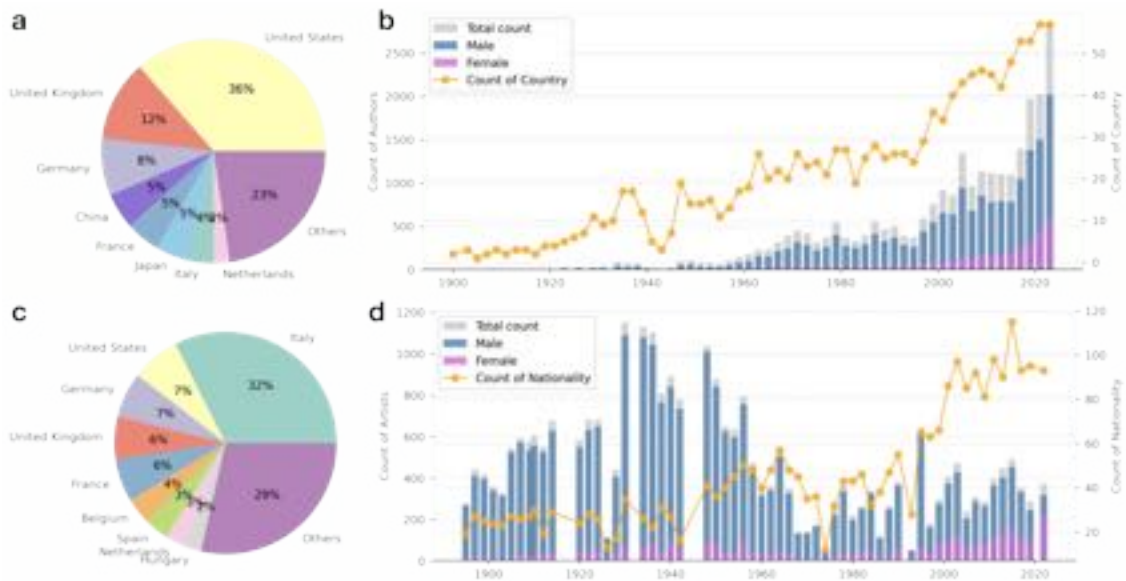 a
United States
36%
United Kingdom
12%
Germany
8%
5%
China
5%
France
5%
Japan
4%
Italy
Netherlands
23%
Others
b
Total count
Male
Female
Count of Country
Count of Authors
2500
2000
1500
1000
500
0
1900
1920
1940
1960
1980
2000
2020
50
40
30
20
10
0
Count of Country
c
Italy
32%
United States
7%
Germany
7%
United Kingdom
6%
France
6%
Belgium
4%
Spain
3%
Netherlands
Hungary
29%
Others
d
Total count
Male
Female
Count of Nationality
Count of Artists
1200
1000
800
600
400
200
0
1900
1920
1940
1960
1980
2000
2020
120
100
80
60
40
20
Count of Nationality